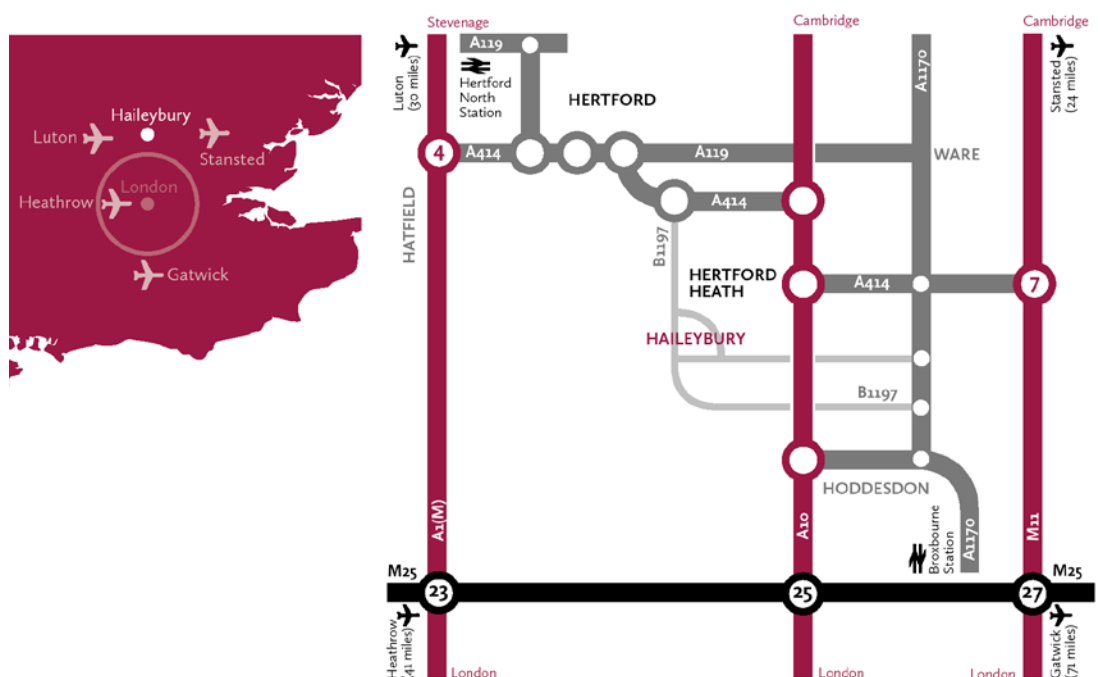 Haileybury
Luton
Stansted
London
Heathrow
Gatwick
Stevenage
Cambridge
Cambridge
Luton
(30 miles)
A119
Hertford
North
Station
HERTFORD
A1170
Stansted
(24 miles)
4
A414
A119
WARE
HATFIELD
A414
B1197
HERTFORD
HEATH
A414
7
HAILEYBURY
B1197
HODDESDON
A1(M)
A10
Broxbourne
Station
A1170
M11
M25
23
25
27
M25
Heathrow
(41 miles)
London
London
London
Gatwick
(71 miles)